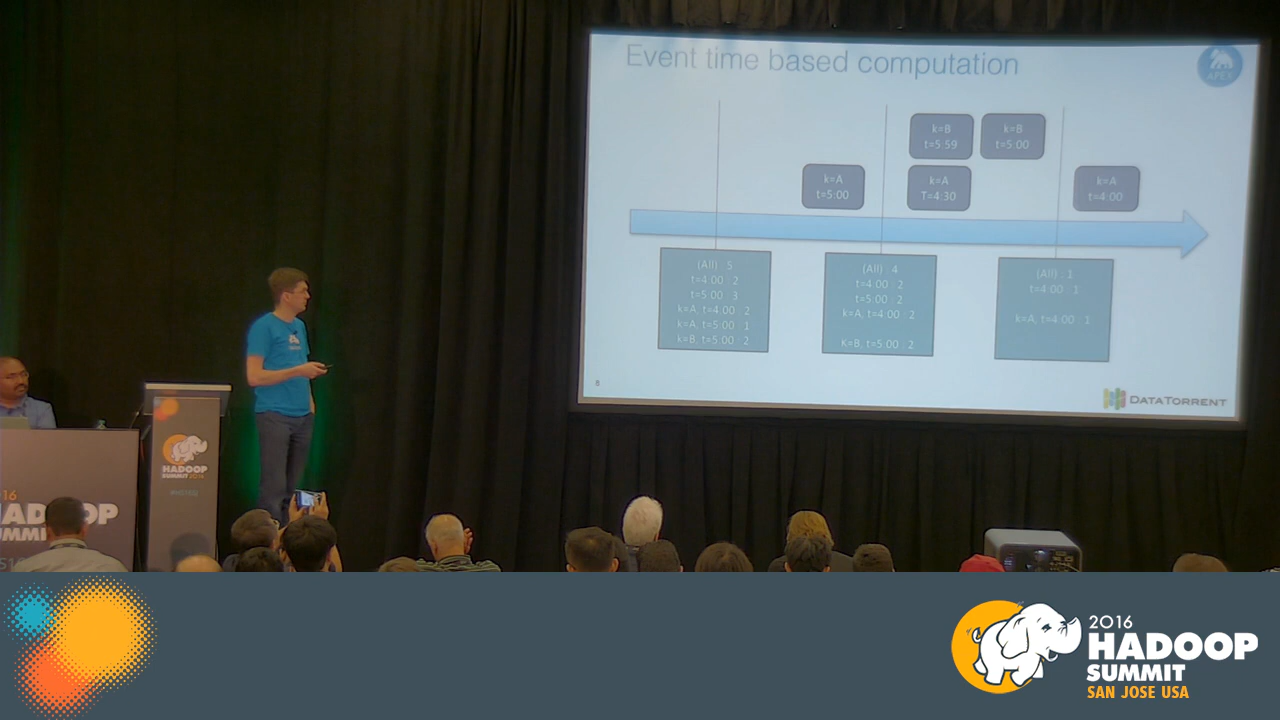 Event time based computation
APEX
k=B
t=5:59
k=B
t=5:00
k=A
t=5:00
k=A
T=4:30
k=A
t=4:00
(All) : 5
t=4:00 : 2
t=5:00 : 3
k=A, t=4:00 : 2
k=A, t=5:00 : 1
k=B, t=5:00 : 2
(All) : 4
t=4:00 : 2
t=5:00 : 2
k=A, t=4:00 : 2
K=B, t=5:00 : 2
(All) : 1
t=4:00 : 1
k=A, t=4:00 : 1
DATATORRENT
HADOOP
SUMMIT 2016
16
HADOOP
2016
HADOOP
SUMMIT
SAN JOSE USA